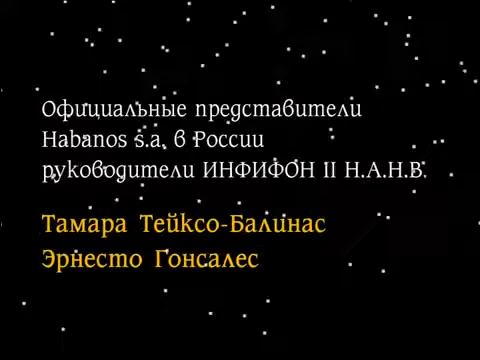 Официальные представители
Habanos s.a. в России
руководители ИНФИФОН II Н.А.Н.В.
Тамара Тейксо-Балинас
Эрнесто Гонсалес